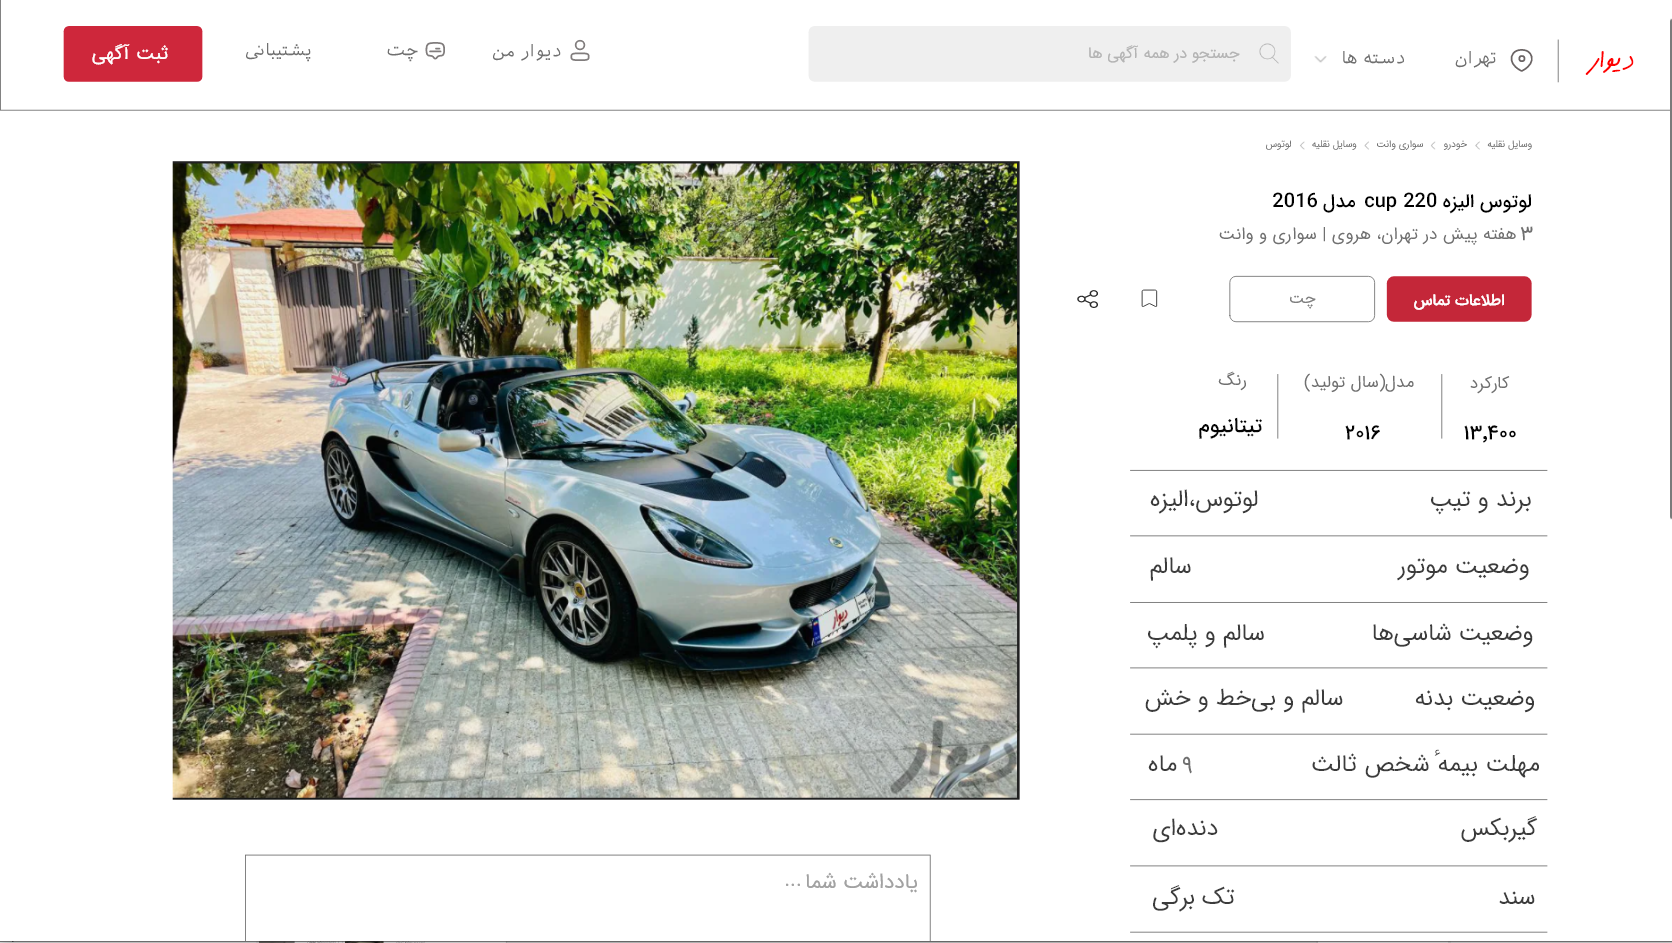 دیوار
تهران
دسته ها
جستجو در همه آگهی ها
دیوار من
چت
پشتیبانی
ثبت آگهی
وسایل نقلیه
خودرو
سواری وانت
وسایل نقلیه
لوتوس
لوتوس الیزه 220 cup مدل 2016
۳ هفته پیش در تهران، هروی | سواری و وانت
اطلاعات تماس
چت
کارکرد
مدل(سال تولید)
رنگ
۱۳,۴۰۰
۲۰۱۶
تیتانیوم
برند و تیپ
لوتوس،الیزه
وضعیت موتور
سالم
وضعیت شاسی‌ها
سالم و پلمپ
وضعیت بدنه
سالم و بی‌خط و خش
مهلت بیمهٔ شخص ثالث
۹ ماه
گیربکس
دنده‌ای
سند
تک برگی
دیوار
دیوار
یادداشت شما ...